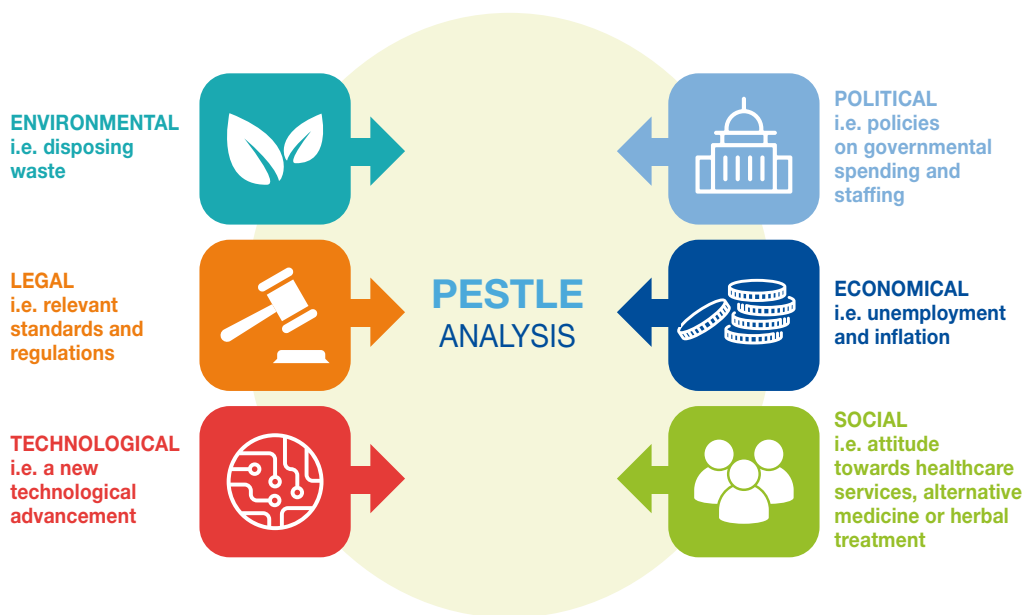 ENVIRONMENTAL
i.e. disposing
waste
LEGAL
i.e. relevant
standards and
regulations
TECHNOLOGICAL
i.e. a new
technological
advancement
PESTLE
ANALYSIS
POLITICAL
i.e. policies
on governmental
spending and
staffing
ECONOMICAL
i.e. unemployment
and inflation
SOCIAL
i.e. attitude
towards healthcare
services, alternative
medicine or herbal
treatment